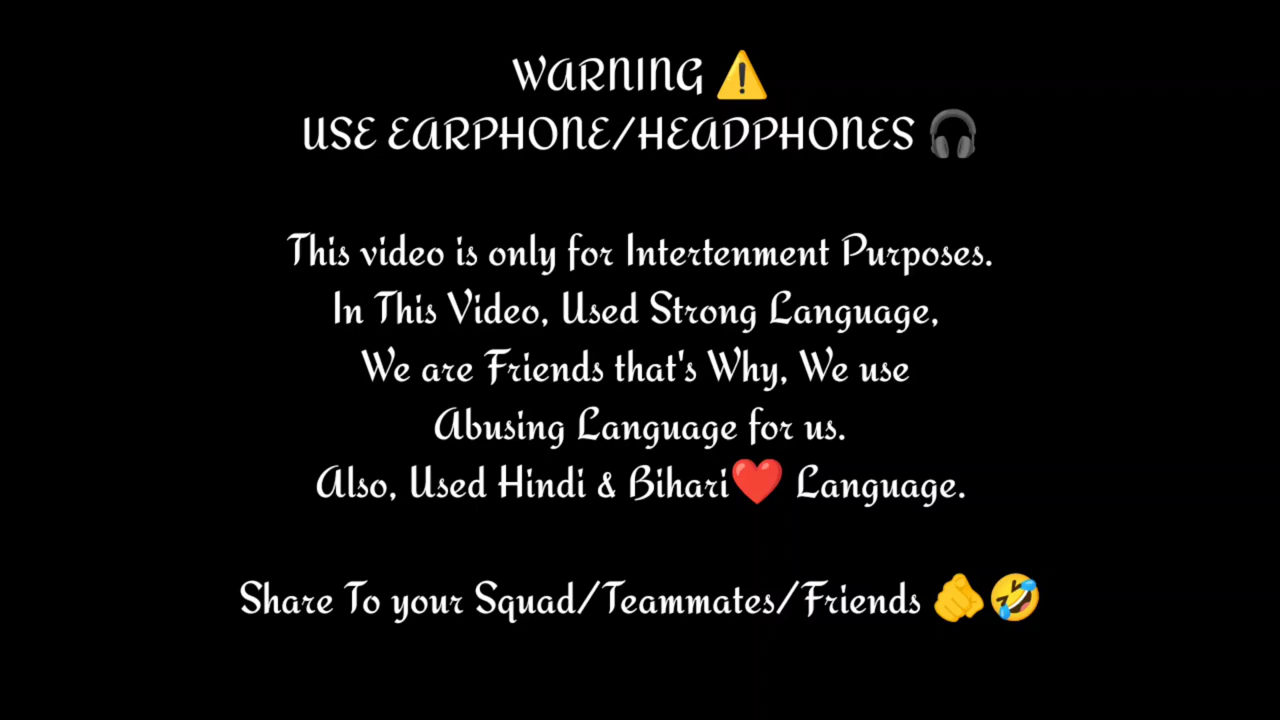 WARNING ⚠️
USE EARPHONE/HEADPHONES 🎧
This video is only for Intertenment Purposes.
In This Video, Used Strong Language,
We are Friends that's Why, We use
Abusing Language for us.
Also, Used Hindi & Bihari❤️ Language.
Share To your Squad/Teammates/Friends 🫵🤣